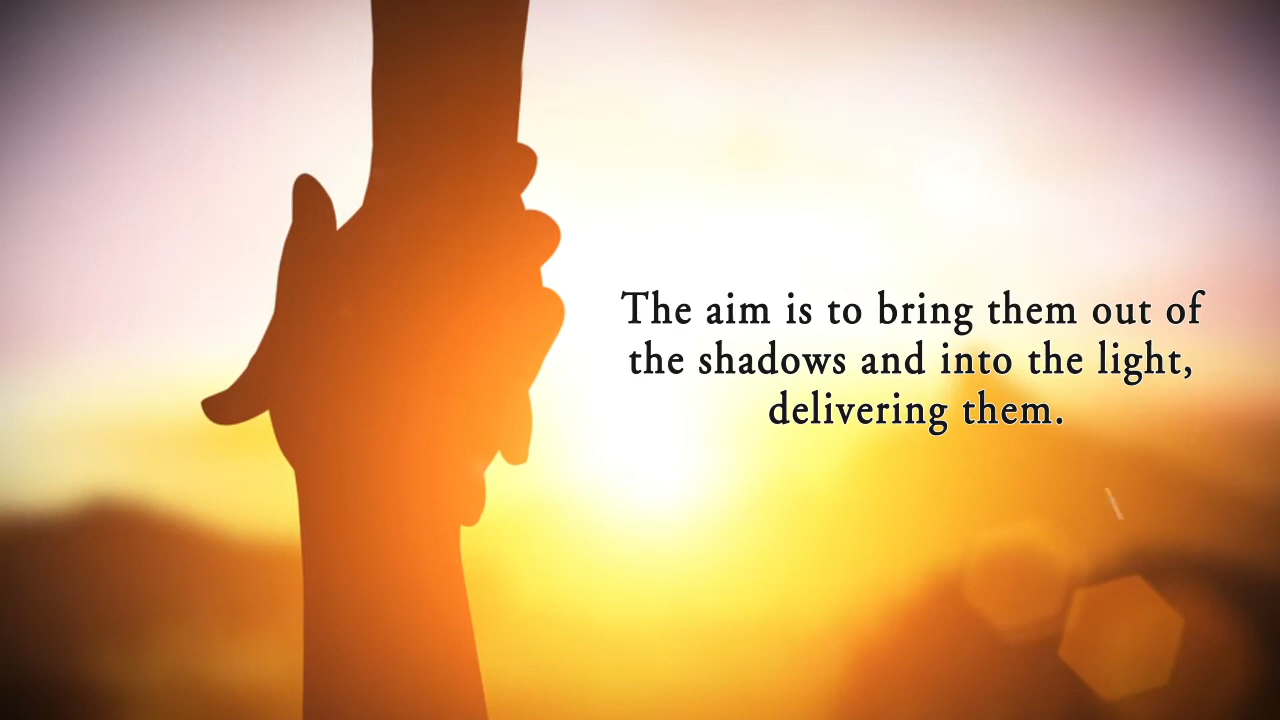 The aim is to bring them out of
the shadows and into the light,
delivering them.